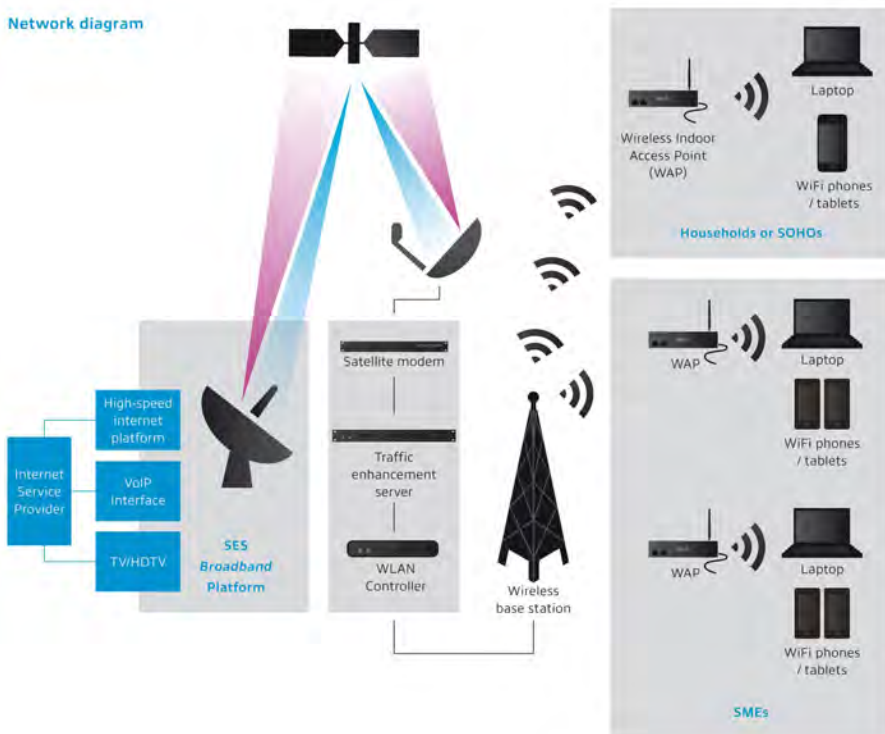 Network diagram
Laptop
Wireless Indoor
Access Point
(WAP)
WiFi phones
/ tablets
Households or SOHOs
Satellite modem
Traffic
enhancement
server
WLAN
Controller
High-speed
internet
platform
Internet
Service
Provider
VoIP
interface
TV/HDTV
SES
Broadband
Platform
Wireless
base station
WAP
Laptop
WiFi phones
/ tablets
WAP
Laptop
WiFi phones
/ tablets
SMEs